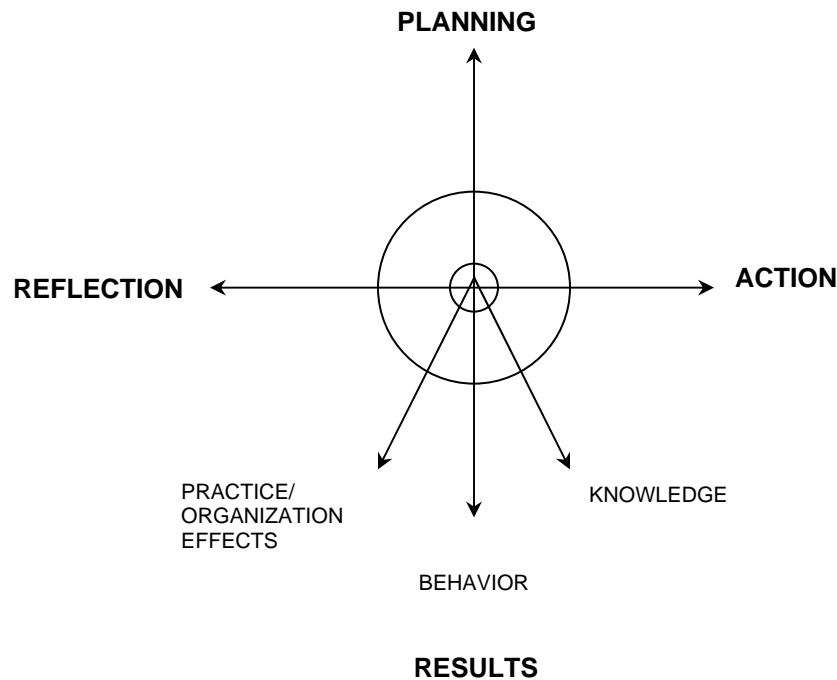 PLANNING
REFLECTION
ACTION
PRACTICE/
ORGANIZATION
EFFECTS
KNOWLEDGE
BEHAVIOR
RESULTS